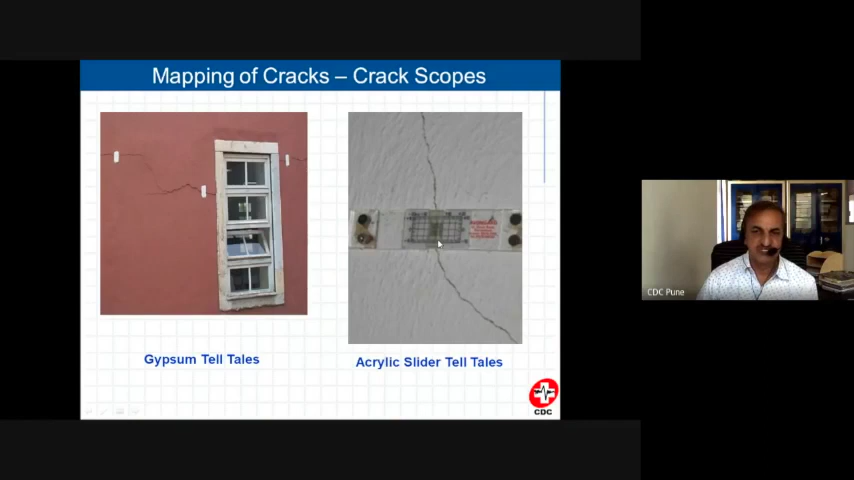 Mapping of Cracks – Crack Scopes
Gypsum Tell Tales
Acrylic Slider Tell Tales
CDC
CDC Pune